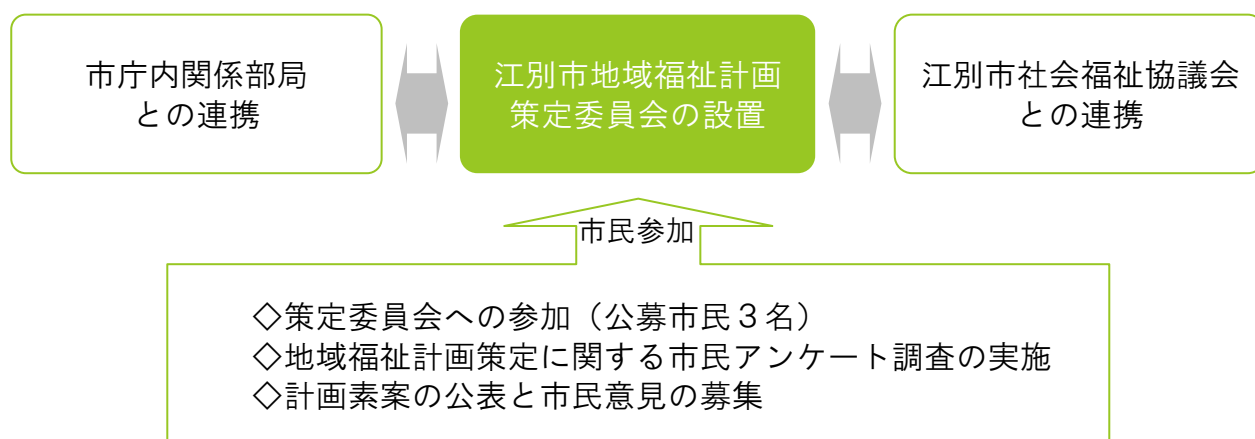 市庁内関係部局
との連携
江別市地域福祉計画
策定委員会の設置
江別市社会福祉協議会
との連携
市民参加
◇策定委員会への参加（公募市民３名）
◇地域福祉計画策定に関する市民アンケート調査の実施
◇計画素案の公表と市民意見の募集